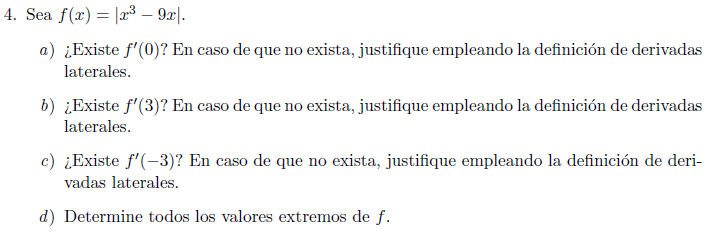 4. Sea f(x) = |x³ − 9x|.
a) ¿Existe f′(0)? En caso de que no exista, justifique empleando la definición de derivadas
laterales.
b) ¿Existe f′(3)? En caso de que no exista, justifique empleando la definición de derivadas
laterales.
c) ¿Existe f′(−3)? En caso de que no exista, justifique empleando la definición de deri-
vadas laterales.
d) Determine todos los valores extremos de f.